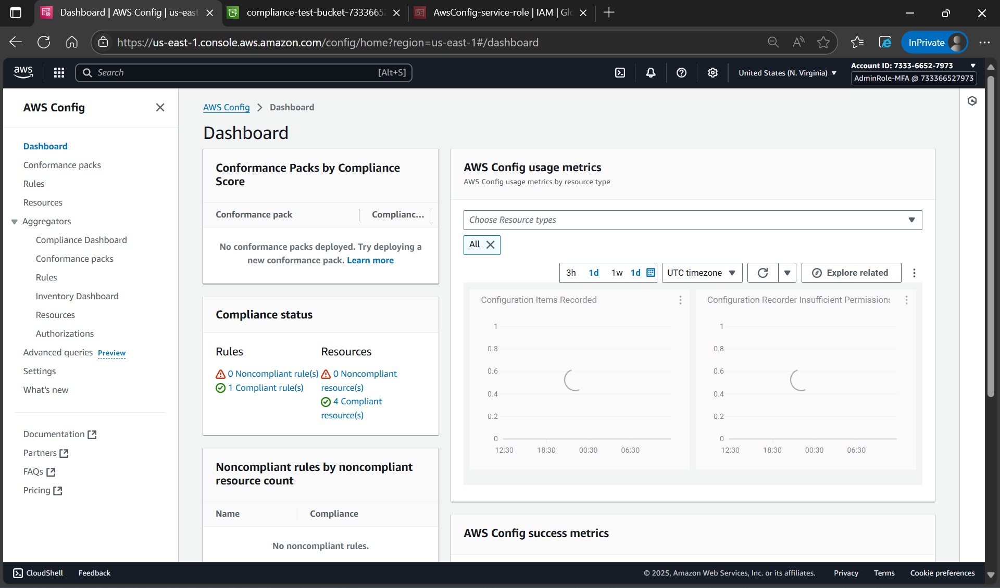 Dashboard | AWS Config | us-east
compliance-test-bucket-73336652
AwsConfig-service-role | IAM | Glo
https://us-east-1.console.aws.amazon.com/config/home?region=us-east-1#/dashboard
InPrivate
aws
Search
[Alt+S]
United States (N. Virginia)
Account ID: 7333-6652-7973
AdminRole-MFA @ 733366527973
AWS Config
Dashboard
Conformance packs
Rules
Resources
Aggregators
Compliance Dashboard
Conformance packs
Rules
Inventory Dashboard
Resources
Authorizations
Advanced queries Preview
Settings
What's new
Documentation
Partners
FAQs
Pricing
AWS Config > Dashboard
Dashboard
Conformance Packs by Compliance
Score
Conformance pack
Complianc...
No conformance packs deployed. Try deploying a
new conformance pack. Learn more
Compliance status
Rules
0 Noncompliant rule(s)
1 Compliant rule(s)
Resources
0 Noncompliant
resource(s)
4 Compliant
resource(s)
Noncompliant rules by noncompliant
resource count
Name
Compliance
No noncompliant rules.
AWS Config usage metrics
AWS Config usage metrics by resource type
Choose Resource types
All
3h 1d 1w 1d
UTC timezone
Explore related
Configuration Items Recorded
1
0.8
0.6
0.4
0.2
0
12:30 18:30 00:30 06:30
Configuration Recorder Insufficient Permissions
1
0.8
0.6
0.4
0.2
0
12:30 18:30 00:30 06:30
AWS Config success metrics
CloudShell
Feedback
© 2025, Amazon Web Services, Inc. or its affiliates.
Privacy
Terms
Cookie preferences